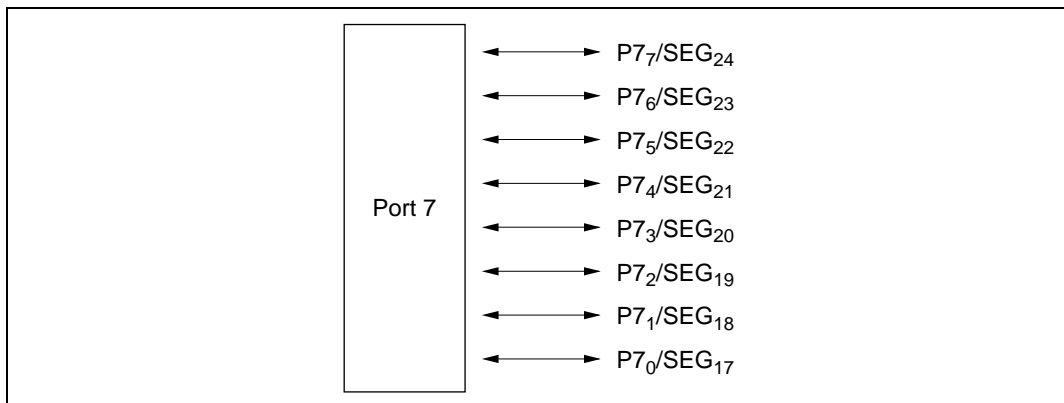 P7₇/SEG₂₄
P7₆/SEG₂₃
P7₅/SEG₂₂
P7₄/SEG₂₁
Port 7
P7₃/SEG₂₀
P7₂/SEG₁₉
P7₁/SEG₁₈
P7₀/SEG₁₇